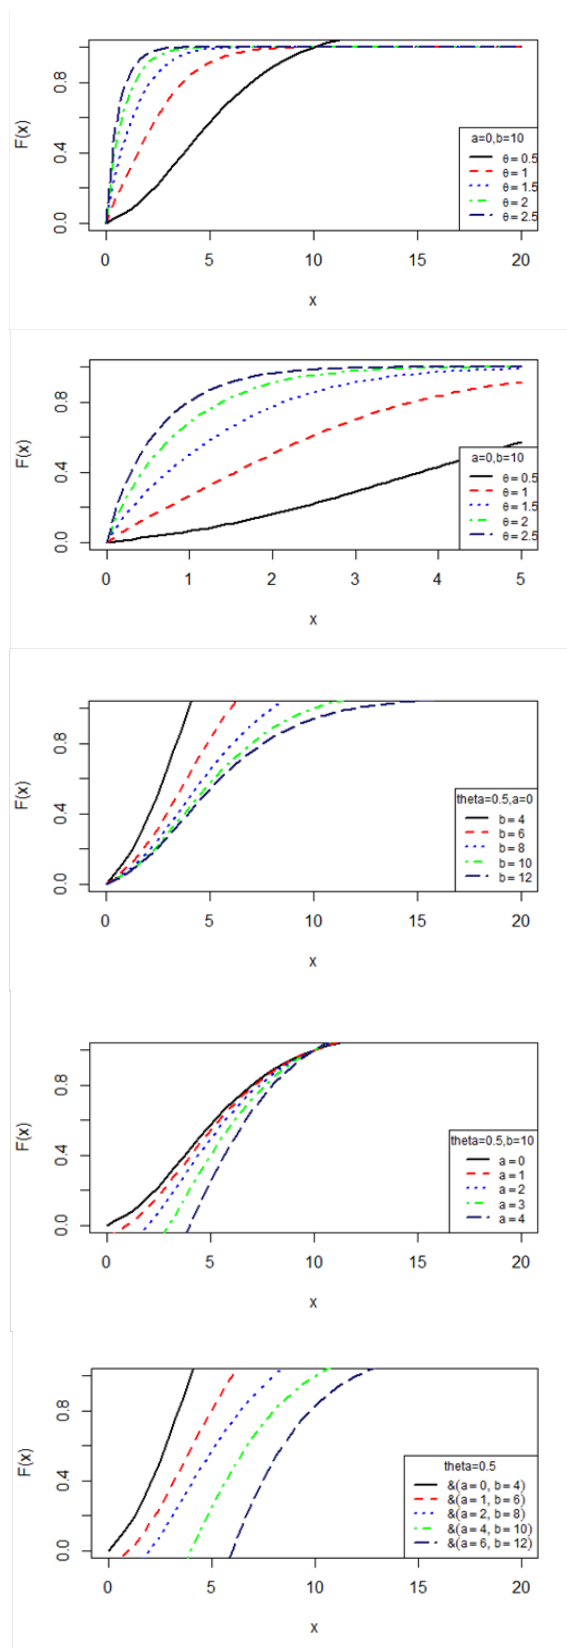 F(x)
0.8
0.4
0.0
a=0,b=10
θ = 0.5
θ = 1
θ = 1.5
θ = 2
θ = 2.5
0 5 10 15 20
x
F(x)
0.8
0.4
0.0
a=0,b=10
θ = 0.5
θ = 1
θ = 1.5
θ = 2
θ = 2.5
0 1 2 3 4 5
x
F(x)
0.8
0.4
0.0
theta=0.5,a=0
b = 4
b = 6
b = 8
b = 10
b = 12
0 5 10 15 20
x
F(x)
0.8
0.4
0.0
theta=0.5,b=10
a = 0
a = 1
a = 2
a = 3
a = 4
0 5 10 15 20
x
F(x)
0.8
0.4
0.0
theta=0.5
&(a = 0, b = 4)
&(a = 1, b = 6)
&(a = 2, b = 8)
&(a = 4, b = 10)
&(a = 6, b = 12)
0 5 10 15 20
x